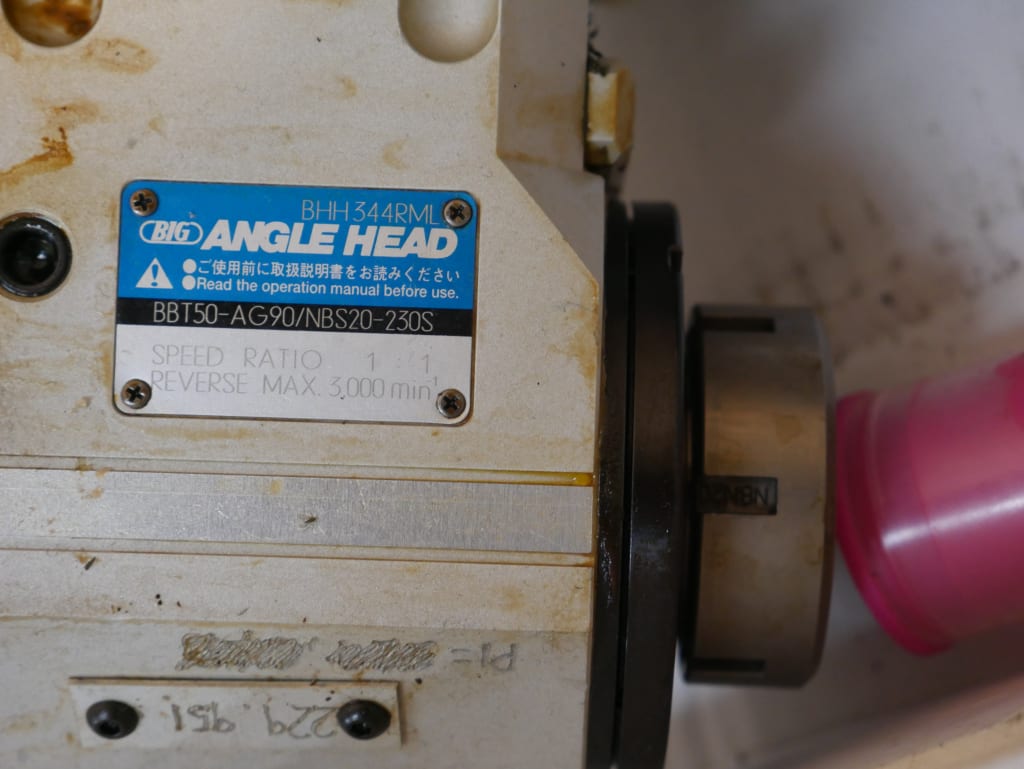 BHH344RML
BIG ANGLE HEAD
●ご使用前に取扱説明書をお読みください
●Read the operation manual before use.
BBT50-AG90/NBS20-230S
SPEED RATIO 1 : 1
REVERSE MAX. 3,000 min⁻¹
NBN
P1=
229.951